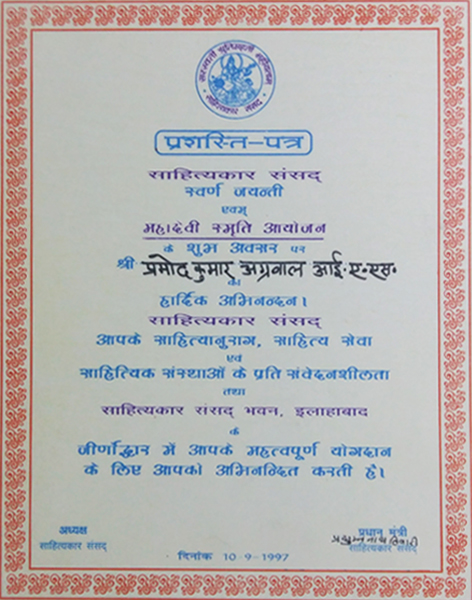 साहित्यकार संसद्
प्रशस्ति-पत्र
साहित्यकार संसद्
स्वर्ण जयन्ती
एवम्
महादेवी स्मृति आयोजन
के शुभ अवसर पर
श्री प्रमोद कुमार अग्रवाल आई॰ए॰एस॰
का
हार्दिक अभिनन्दन।
साहित्यकार संसद्
आपके साहित्यानुराग, साहित्य सेवा
एवं
साहित्यिक संस्थाओं के प्रति संवेदनशीलता
तथा
साहित्यकार संसद् भवन, इलाहाबाद
के
जीर्णोद्धार में आपके महत्वपूर्ण योगदान
के लिए आपको अभिनन्दित करती है।
अध्यक्ष
साहित्यकार संसद्
प्रधान मंत्री
साहित्यकार संसद्
दिनांक 10-9-1997